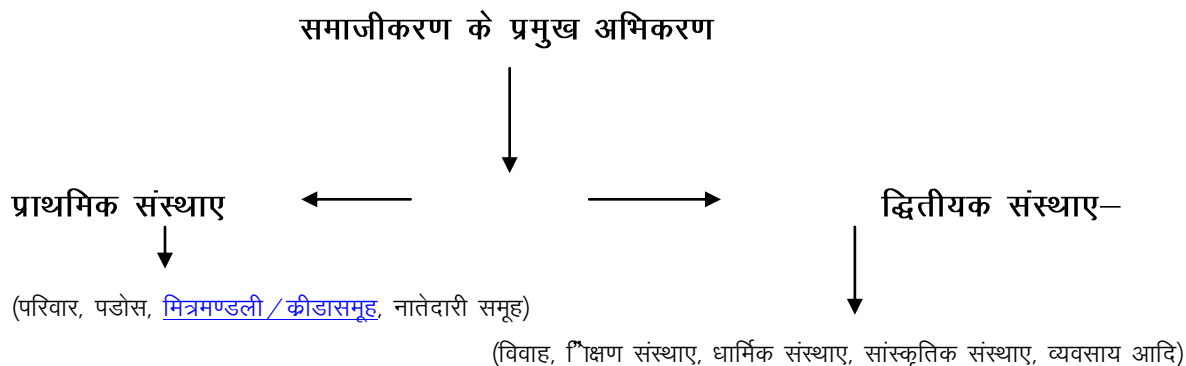 समाजीकरण के प्रमुख अभिकरण
प्राथमिक संस्थाए
द्वितीयक संस्थाए–
(परिवार, पडोस, मित्रमण्डली/क्रीडासमूह, नातेदारी समूह)
(विवाह, संस्थाए, धार्मिक संस्थाए, सांस्कृतिक संस्थाए, व्यवसाय आदि)